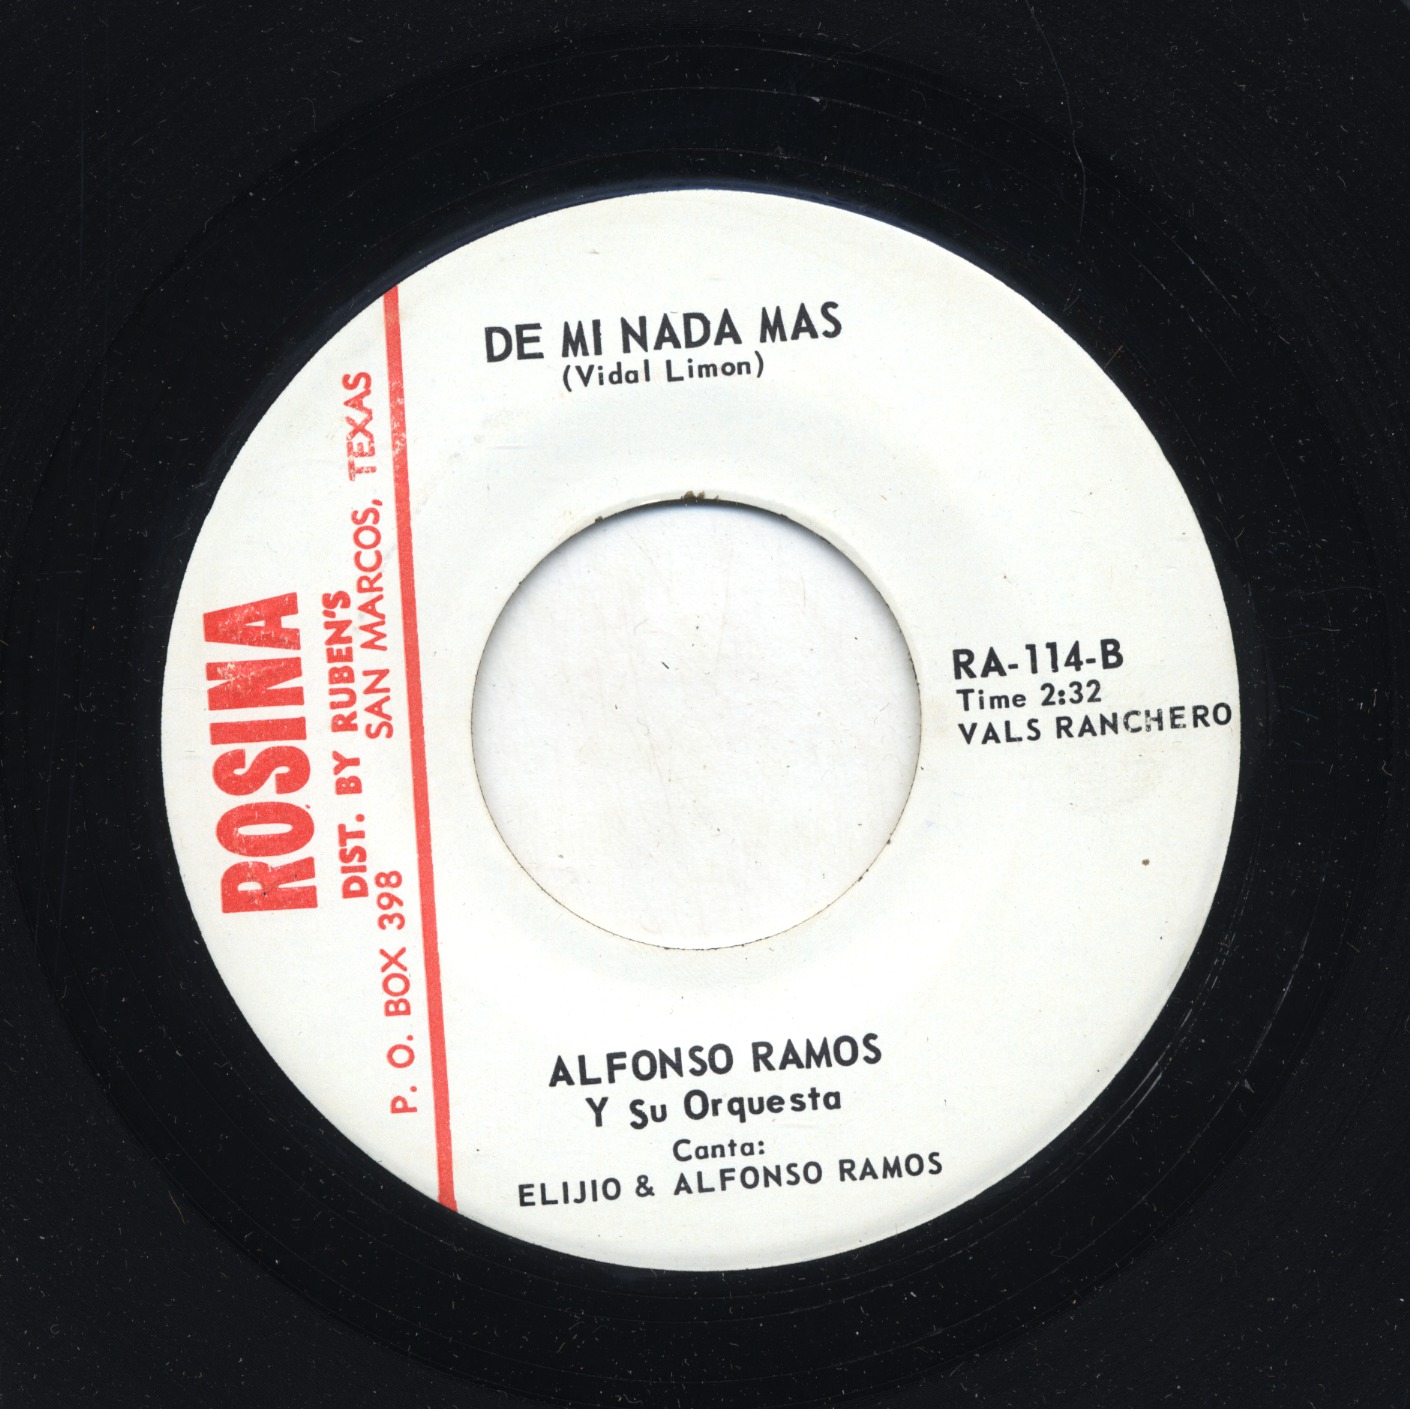 DE MI NADA MAS
(Vidal Limon)
ROSINA
DIST. BY RUBEN'S
P. O. BOX 398 SAN MARCOS, TEXAS
RA-114-B
Time 2:32
VALS RANCHERO
ALFONSO RAMOS
Y Su Orquesta
Canta:
ELIJIO & ALFONSO RAMOS